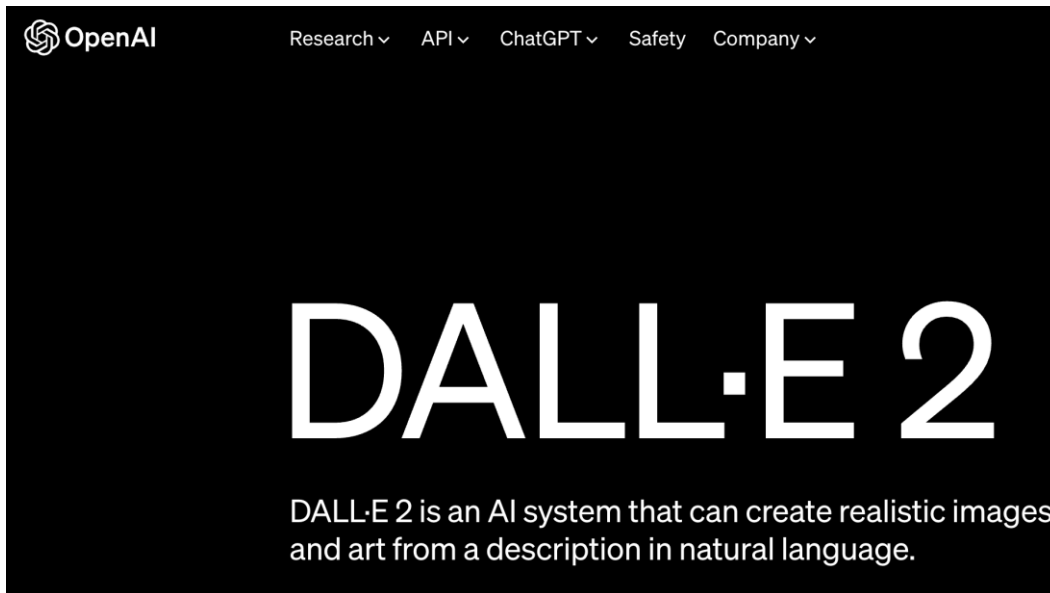 OpenAI Research API ChatGPT Safety Company
DALL·E 2
DALL·E 2 is an AI system that can create realistic images
and art from a description in natural language.